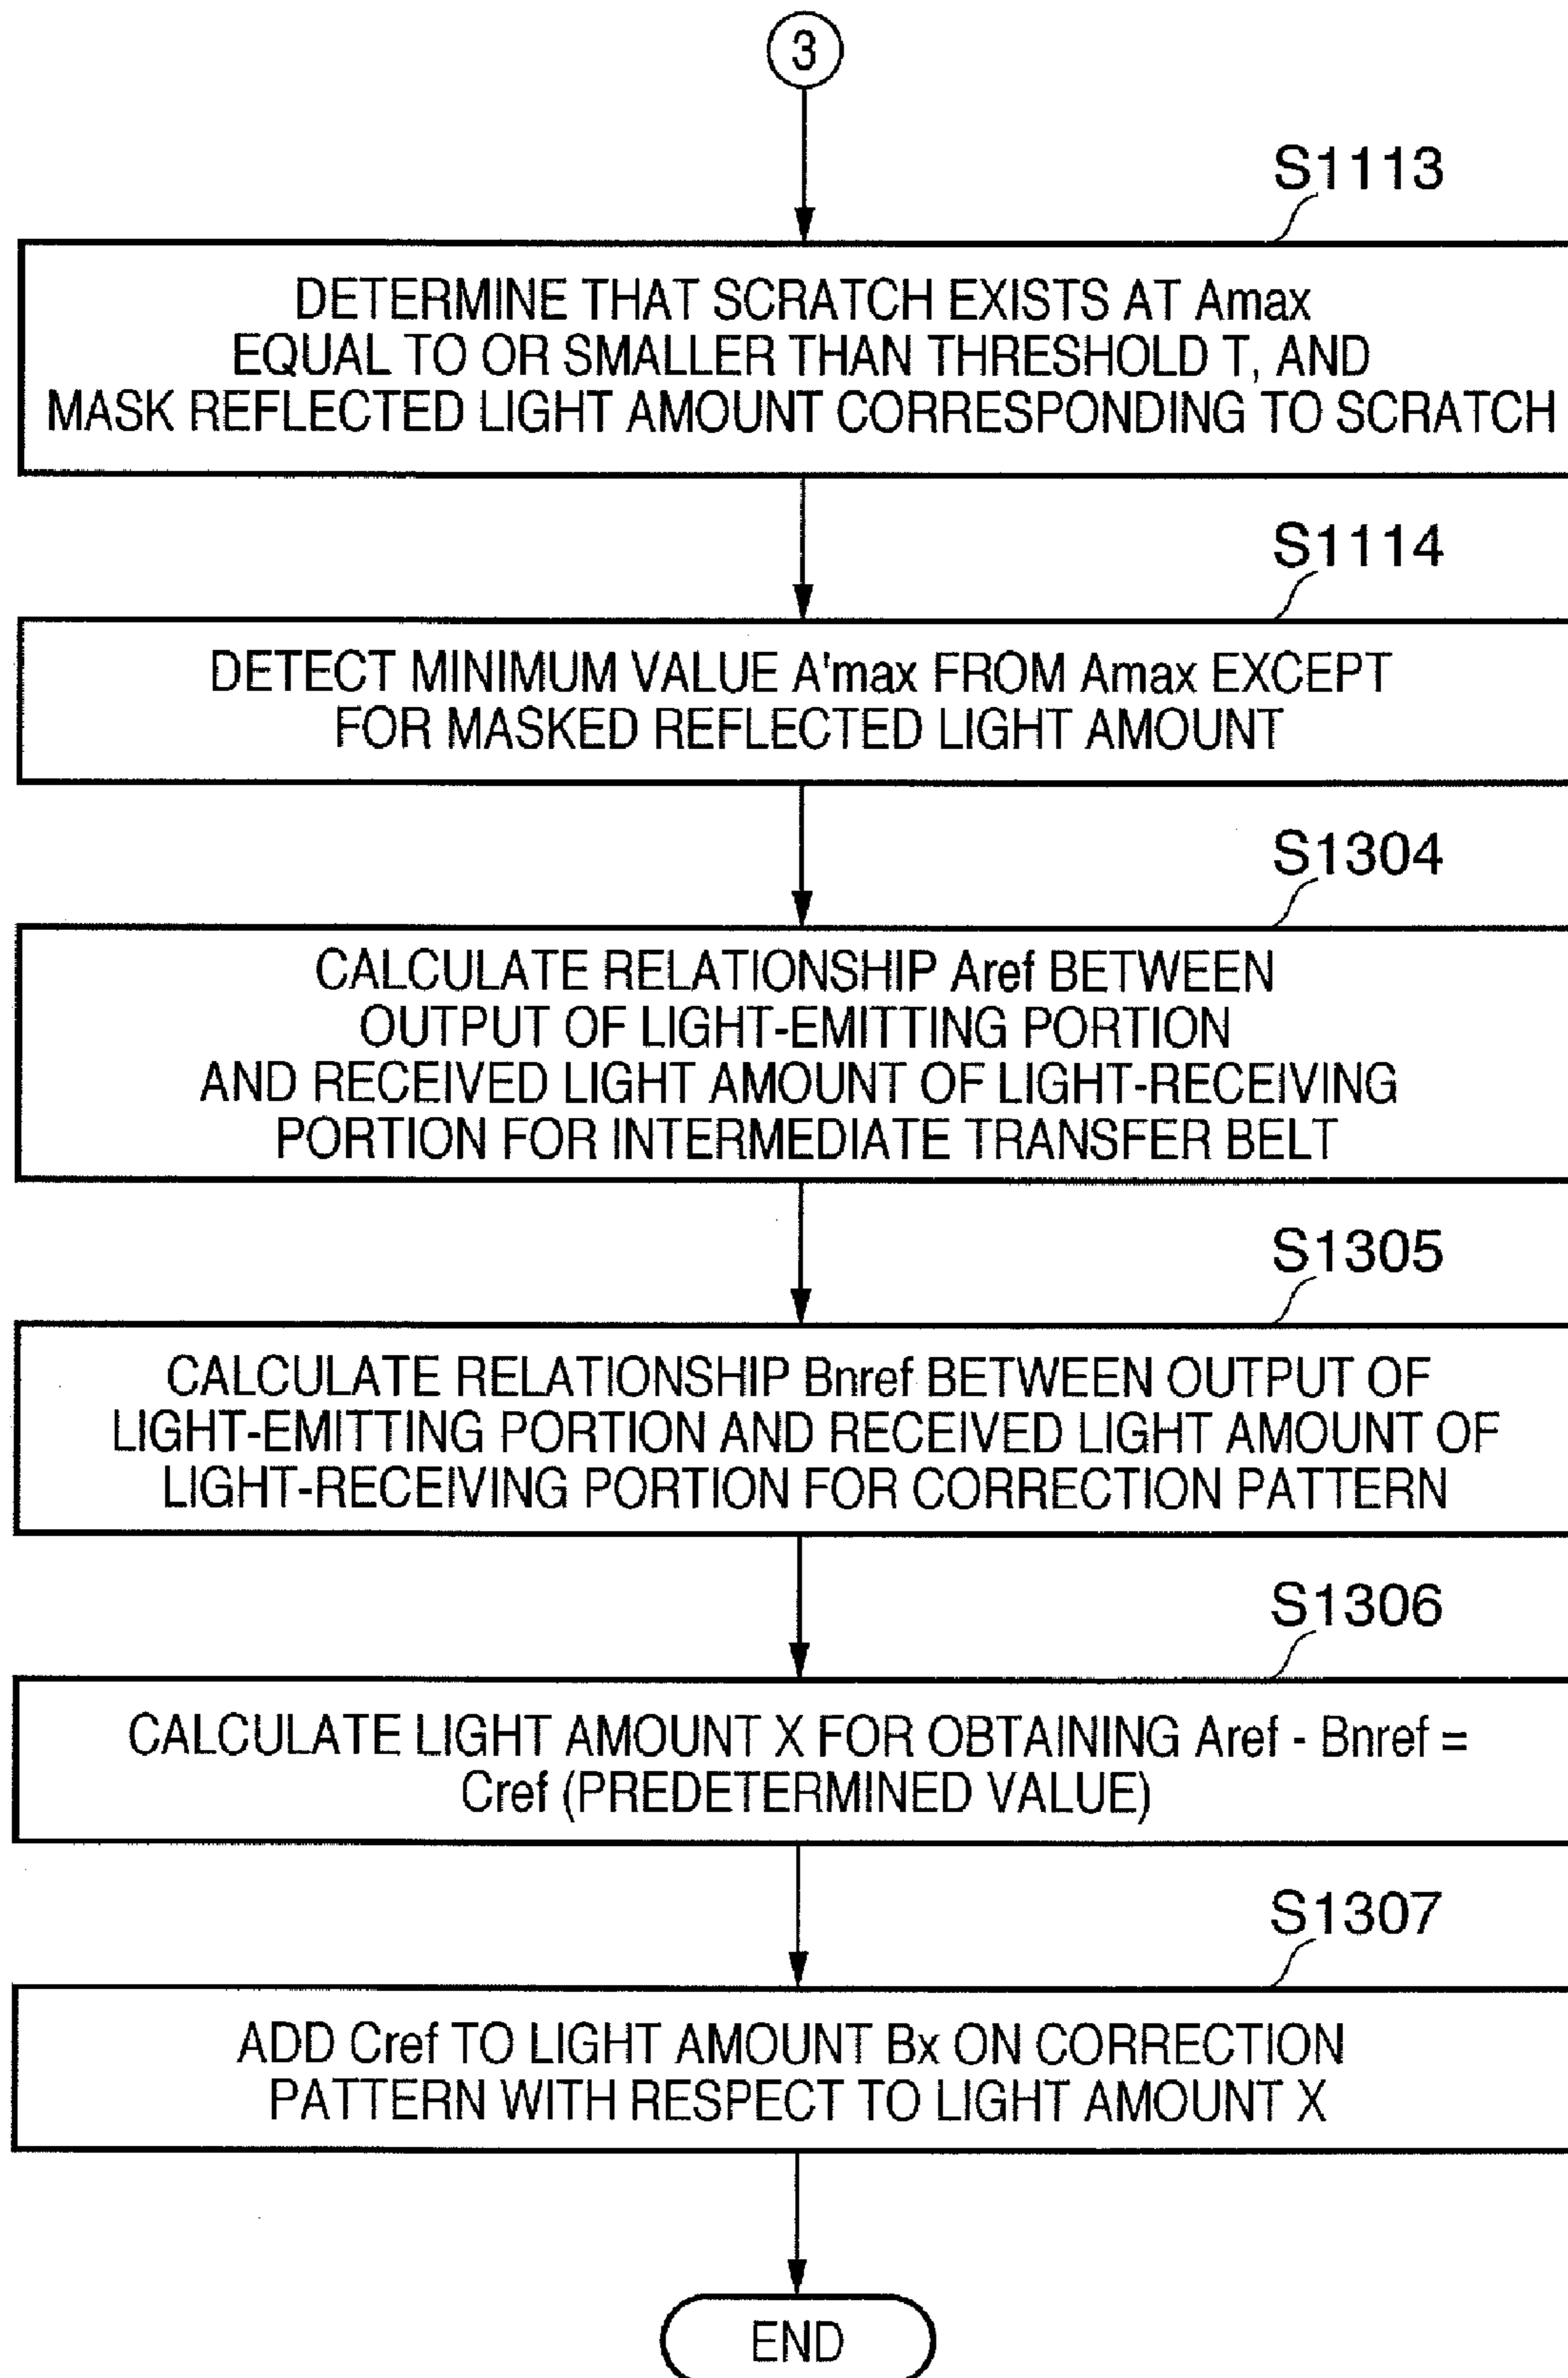 3
S1113
DETERMINE THAT SCRATCH EXISTS AT Amax
EQUAL TO OR SMALLER THAN THRESHOLD T, AND
MASK REFLECTED LIGHT AMOUNT CORRESPONDING TO SCRATCH
S1114
DETECT MINIMUM VALUE A'max FROM Amax EXCEPT
FOR MASKED REFLECTED LIGHT AMOUNT
S1304
CALCULATE RELATIONSHIP Aref BETWEEN
OUTPUT OF LIGHT-EMITTING PORTION
AND RECEIVED LIGHT AMOUNT OF LIGHT-RECEIVING
PORTION FOR INTERMEDIATE TRANSFER BELT
S1305
CALCULATE RELATIONSHIP Bnref BETWEEN OUTPUT OF
LIGHT-EMITTING PORTION AND RECEIVED LIGHT AMOUNT OF
LIGHT-RECEIVING PORTION FOR CORRECTION PATTERN
S1306
CALCULATE LIGHT AMOUNT X FOR OBTAINING Aref - Bnref =
Cref (PREDETERMINED VALUE)
S1307
ADD Cref TO LIGHT AMOUNT Bx ON CORRECTION
PATTERN WITH RESPECT TO LIGHT AMOUNT X
END